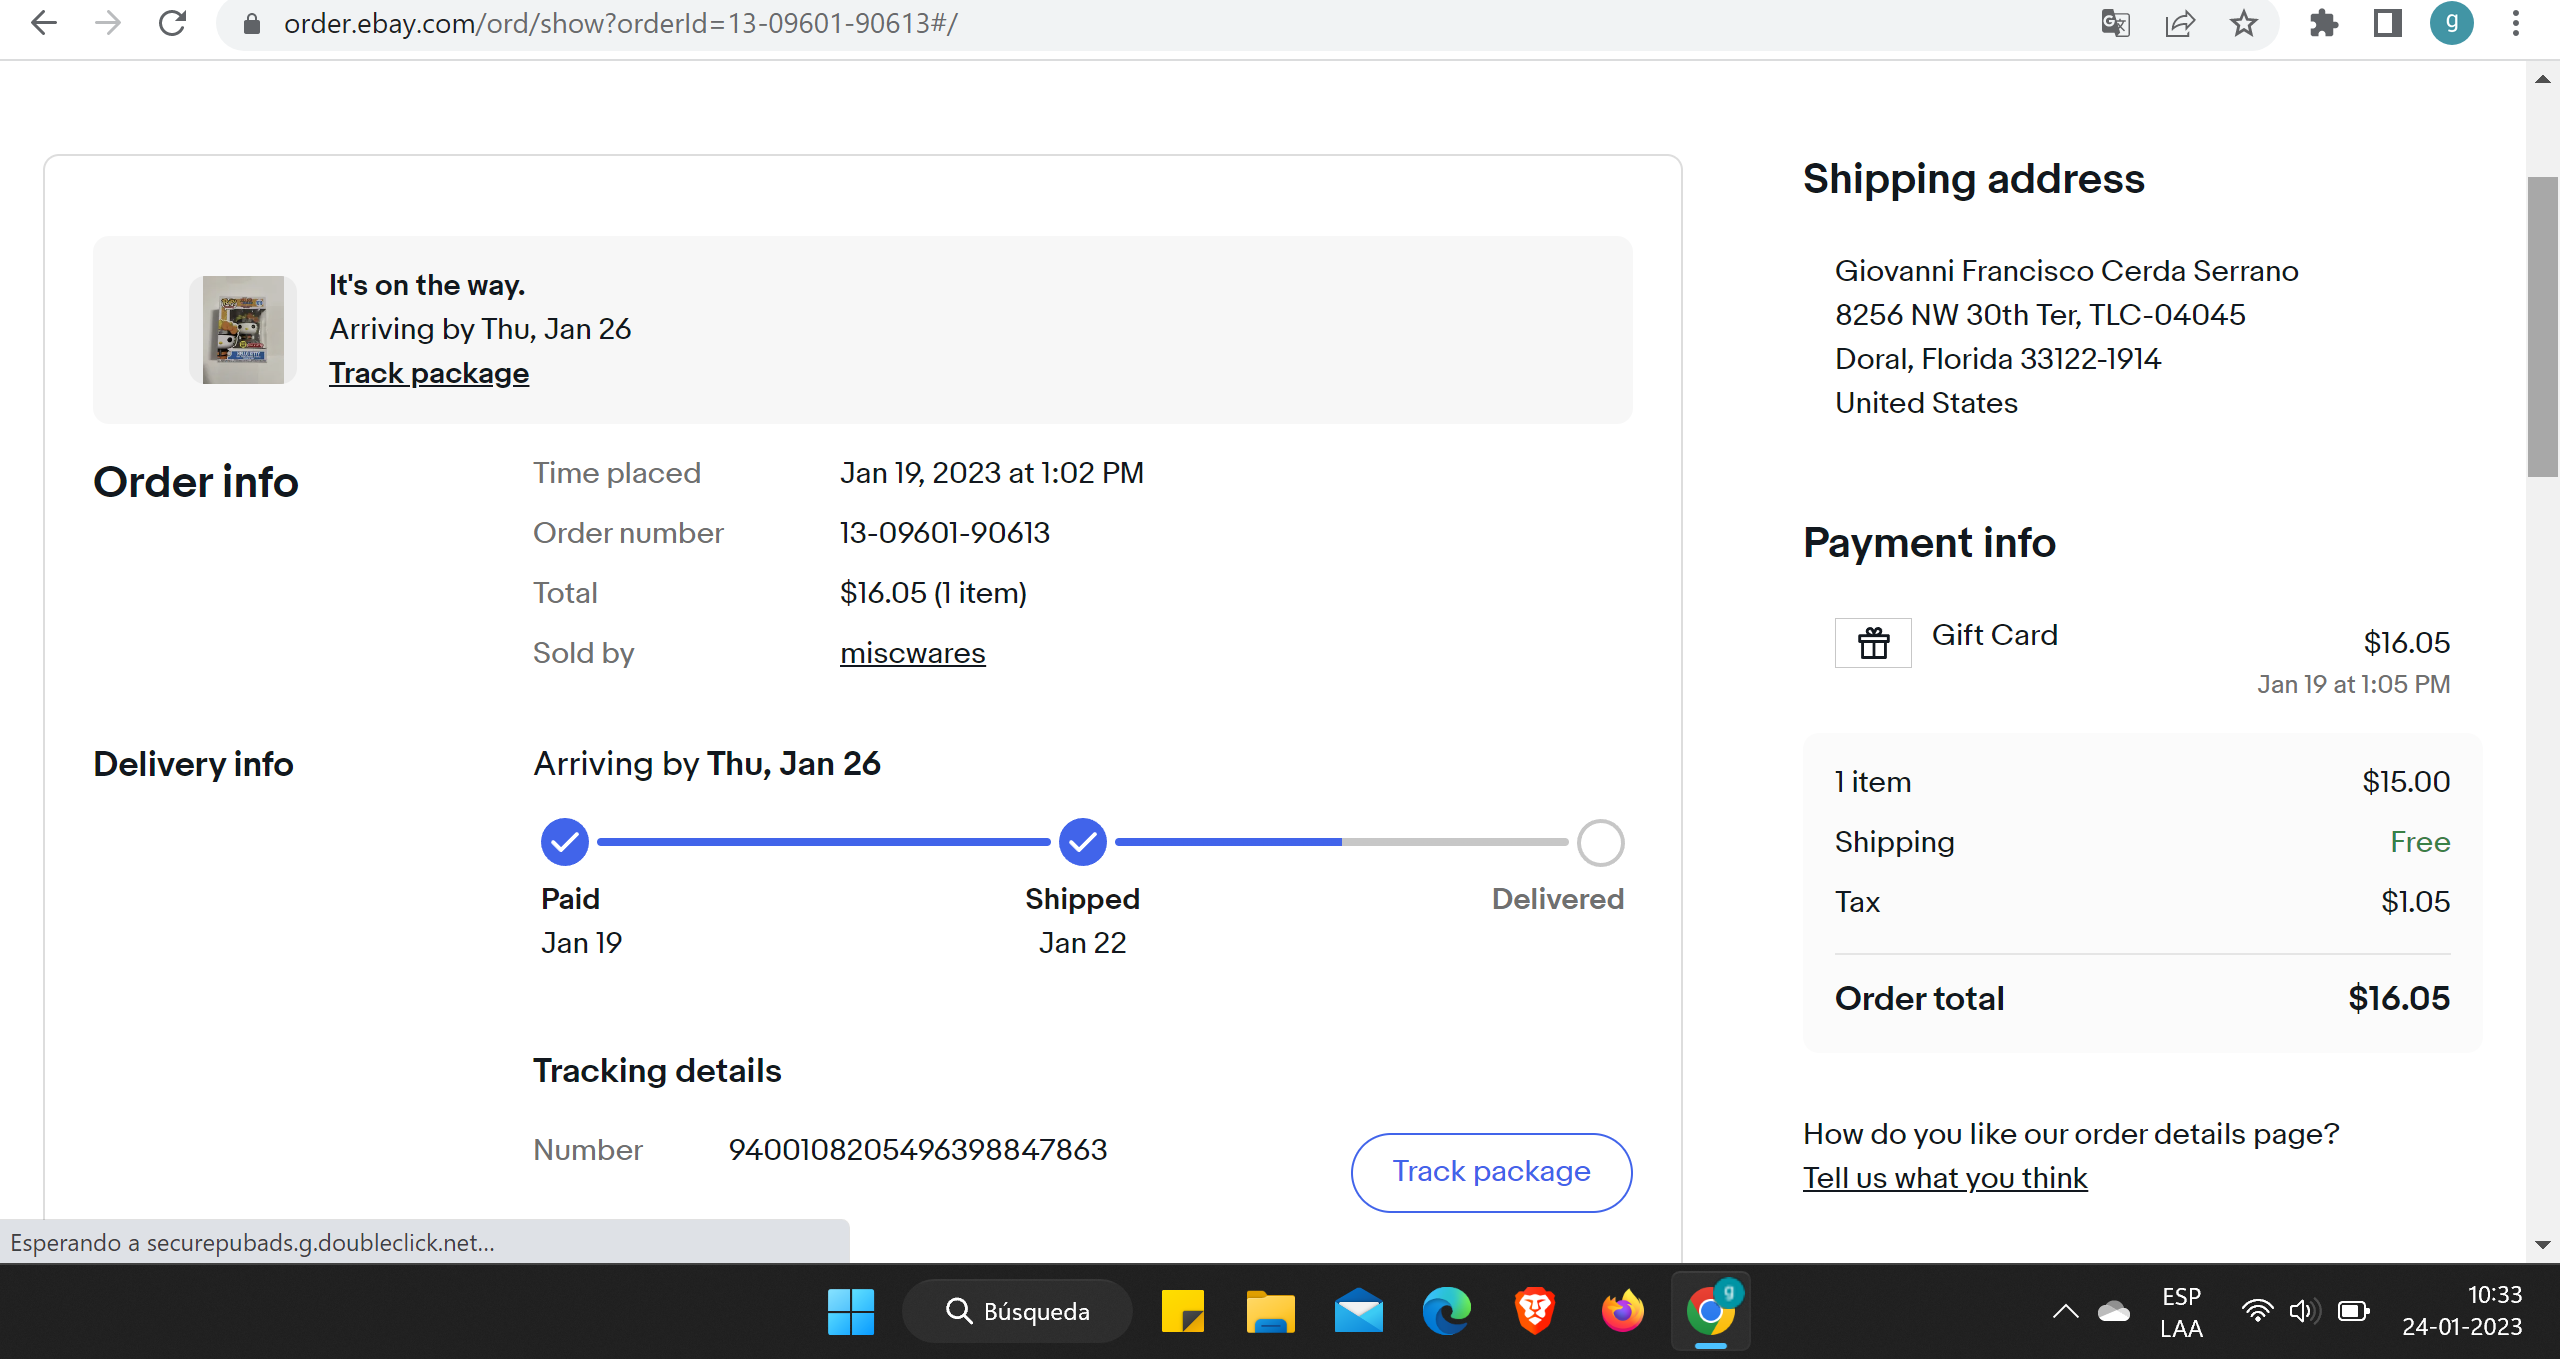 order.ebay.com/ord/show?orderId=13-09601-90613#/
g
It's on the way.
Arriving by Thu, Jan 26
Track package
Order info
Time placed Jan 19, 2023 at 1:02 PM
Order number 13-09601-90613
Total $16.05 (1 item)
Sold by miscwares
Delivery info
Arriving by Thu, Jan 26
Paid Shipped Delivered
Jan 19 Jan 22
Tracking details
Number 9400108205496398847863
Track package
Shipping address
Giovanni Francisco Cerda Serrano
8256 NW 30th Ter, TLC-04045
Doral, Florida 33122-1914
United States
Payment info
Gift Card $16.05
Jan 19 at 1:05 PM
1 item $15.00
Shipping Free
Tax $1.05
Order total $16.05
How do you like our order details page?
Tell us what you think
Esperando a securepubads.g.doubleclick.net...
Búsqueda
g
ESP
LAA
10:33
24-01-2023